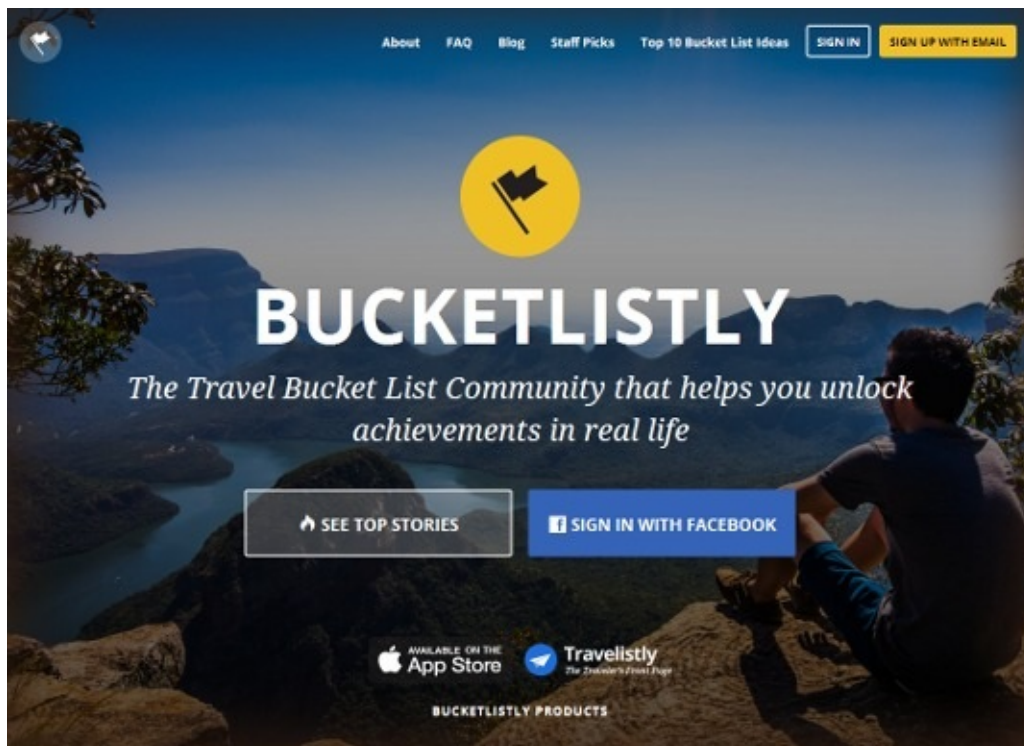 About FAQ Blog Staff Picks Top 10 Bucket List Ideas SIGN IN SIGN UP WITH EMAIL
BUCKETLISTLY
The Travel Bucket List Community that helps you unlock
achievements in real life
SEE TOP STORIES SIGN IN WITH FACEBOOK
AVAILABLE ON THE
App Store
Travelistly
The Traveler's Front Page
BUCKETLISTLY PRODUCTS